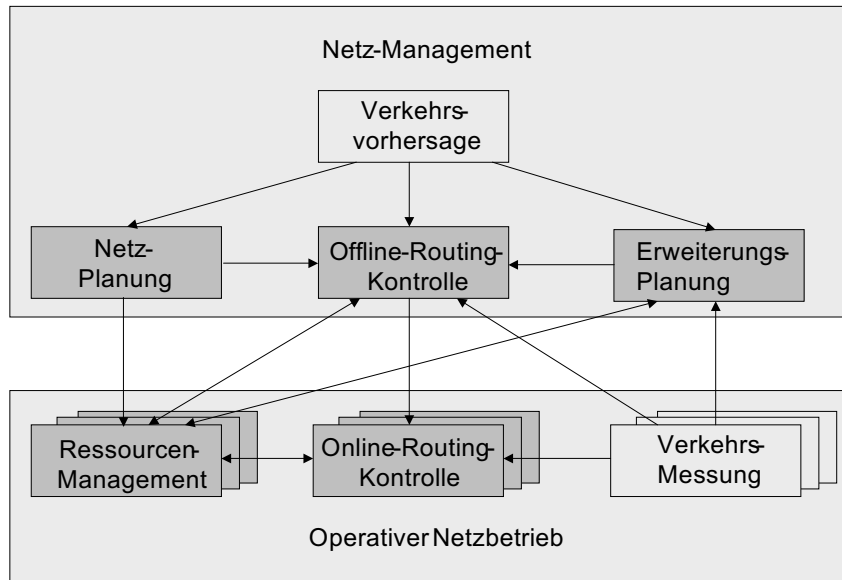 Netz-Management
Verkehrs-
vorhersage
Netz-
Planung
Offline-Routing-
Kontrolle
Erweiterungs-
Planung
Ressourcen-
Management
Online-Routing-
Kontrolle
Verkehrs-
Messung
Operativer Netzbetrieb